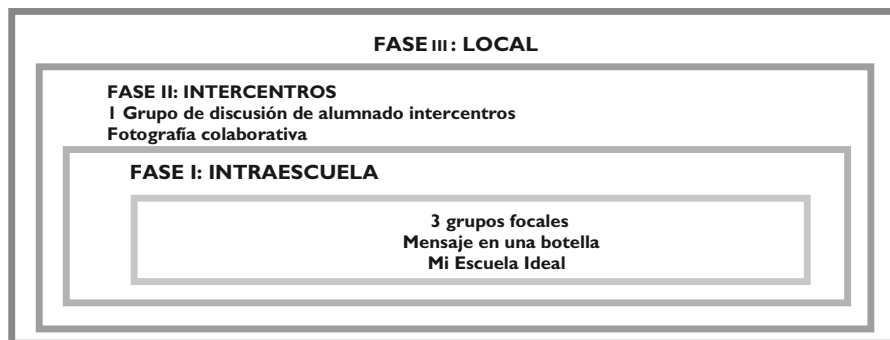 FASE III: LOCAL
FASE II: INTERCENTROS
1 Grupo de discusión de alumnado intercentros
Fotografía colaborativa
FASE I: INTRAESCUELA
3 grupos focales
Mensaje en una botella
Mi Escuela Ideal